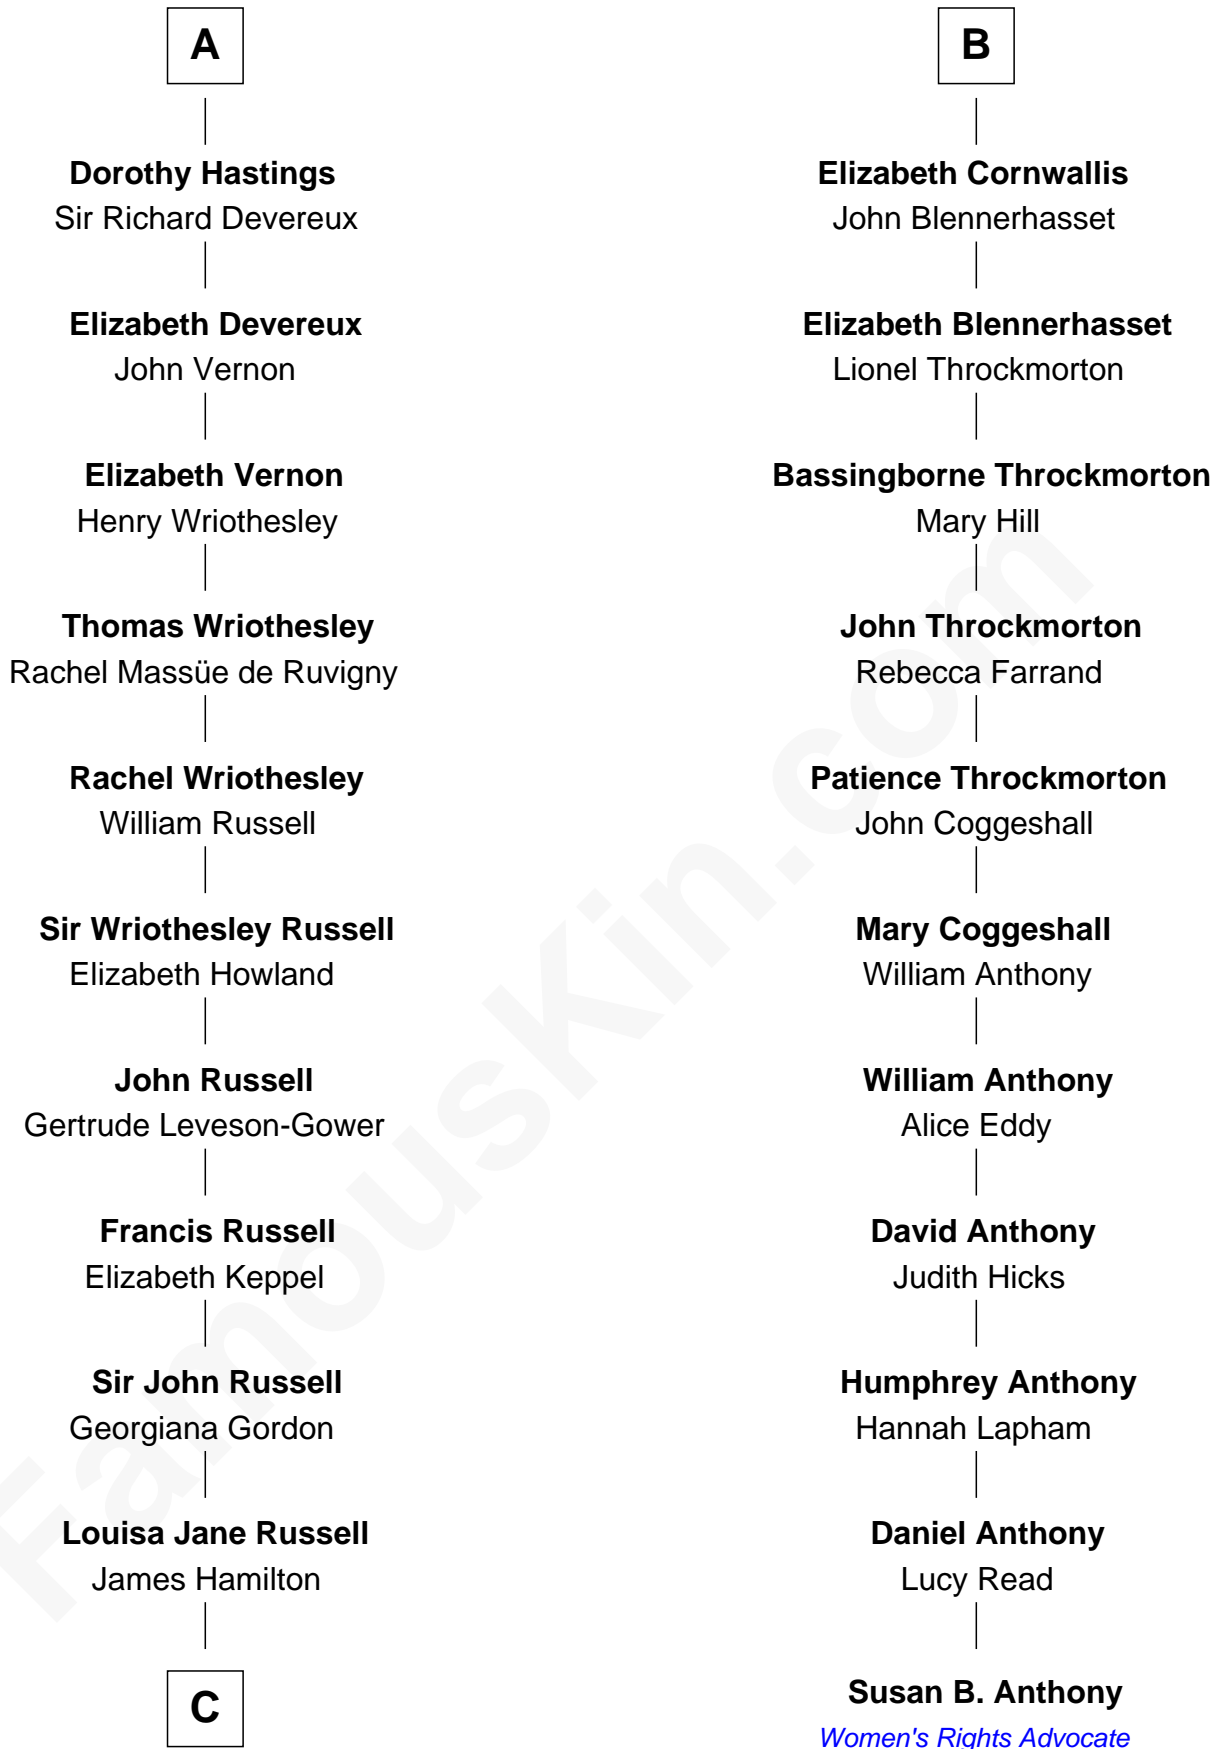 A
Dorothy Hastings
Sir Richard Devereux
Elizabeth Devereux
John Vernon
Elizabeth Vernon
Henry Wriothesley
Thomas Wriothesley
Rachel Massüe de Ruvigny
Rachel Wriothesley
William Russell
Sir Wriothesley Russell
Elizabeth Howland
John Russell
Gertrude Leveson-Gower
Francis Russell
Elizabeth Keppel
Sir John Russell
Georgiana Gordon
Louisa Jane Russell
James Hamilton
C
B
Elizabeth Cornwallis
John Blennerhasset
Elizabeth Blennerhasset
Lionel Throckmorton
Bassingborne Throckmorton
Mary Hill
John Throckmorton
Rebecca Farrand
Patience Throckmorton
John Coggeshall
Mary Coggeshall
William Anthony
William Anthony
Alice Eddy
David Anthony
Judith Hicks
Humphrey Anthony
Hannah Lapham
Daniel Anthony
Lucy Read
Susan B. Anthony
Women's Rights Advocate
FamousKin.com